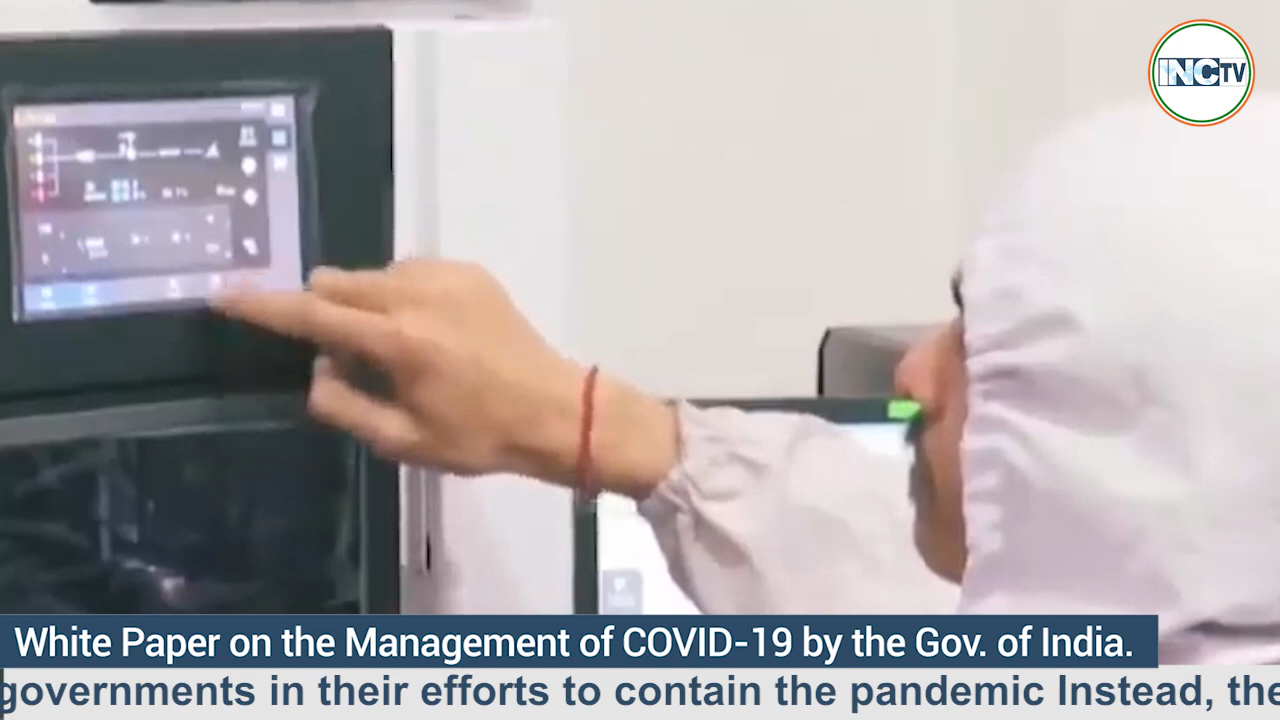 INCTV
White Paper on the Management of COVID-19 by the Gov. of India.
governments in their efforts to contain the pandemic Instead, the